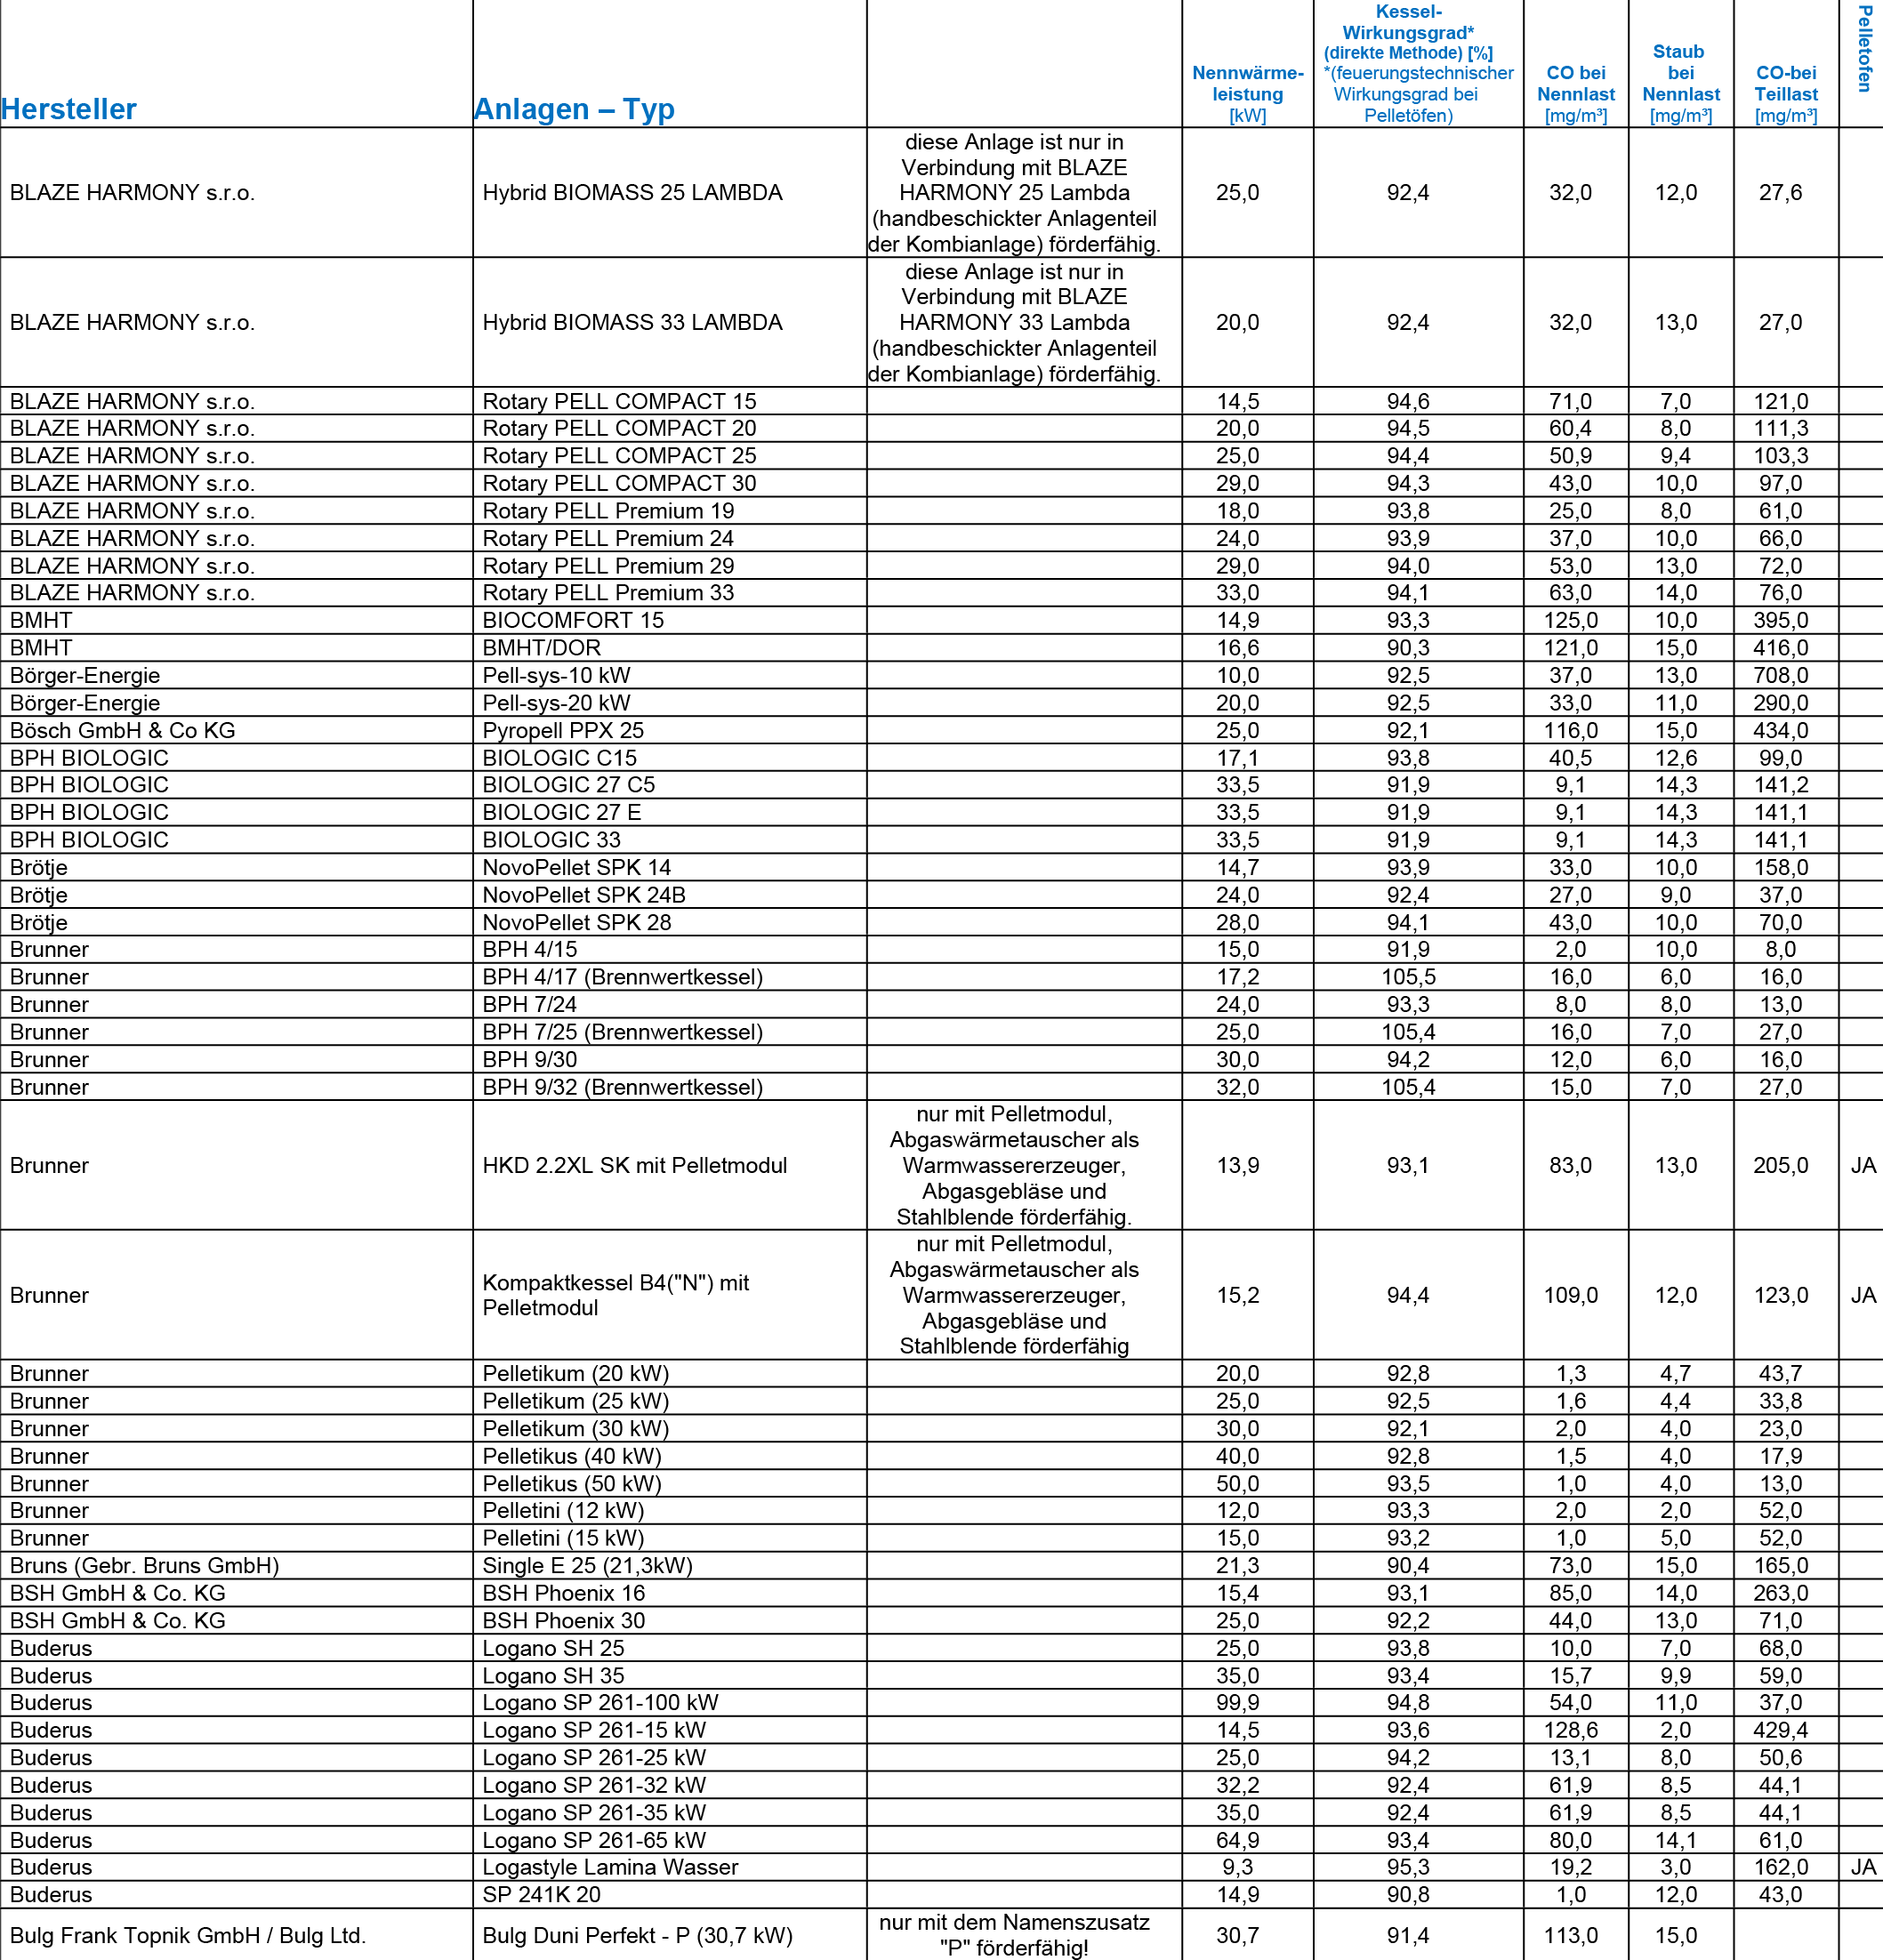 Hersteller Anlagen – Typ Nennwärme-leistung [kW] Kessel-Wirkungsgrad* (direkte Methode) [%] *(feuerungstechnischer Wirkungsgrad bei Pelletöfen) CO bei Nennlast [mg/m³] Staub bei Nennlast [mg/m³] CO-bei Teillast [mg/m³] Pelletofen
BLAZE HARMONY s.r.o. Hybrid BIOMASS 25 LAMBDA diese Anlage ist nur in Verbindung mit BLAZE HARMONY 25 Lambda (handbeschickter Anlagenteil der Kombianlage) förderfähig. 25,0 92,4 32,0 12,0 27,6
BLAZE HARMONY s.r.o. Hybrid BIOMASS 33 LAMBDA diese Anlage ist nur in Verbindung mit BLAZE HARMONY 33 Lambda (handbeschickter Anlagenteil der Kombianlage) förderfähig. 20,0 92,4 32,0 13,0 27,0
BLAZE HARMONY s.r.o. Rotary PELL COMPACT 15 14,5 94,6 71,0 7,0 121,0
BLAZE HARMONY s.r.o. Rotary PELL COMPACT 20 20,0 94,5 60,4 8,0 111,3
BLAZE HARMONY s.r.o. Rotary PELL COMPACT 25 25,0 94,4 50,9 9,4 103,3
BLAZE HARMONY s.r.o. Rotary PELL COMPACT 30 29,0 94,3 43,0 10,0 97,0
BLAZE HARMONY s.r.o. Rotary PELL Premium 19 18,0 93,8 25,0 8,0 61,0
BLAZE HARMONY s.r.o. Rotary PELL Premium 24 24,0 93,9 37,0 10,0 66,0
BLAZE HARMONY s.r.o. Rotary PELL Premium 29 29,0 94,0 53,0 13,0 72,0
BLAZE HARMONY s.r.o. Rotary PELL Premium 33 33,0 94,1 63,0 14,0 76,0
BMHT BIOCOMFORT 15 14,9 93,3 125,0 10,0 395,0
BMHT BMHT/DOR 16,6 90,3 121,0 15,0 416,0
Börger-Energie Pell-sys-10 kW 10,0 92,5 37,0 13,0 708,0
Börger-Energie Pell-sys-20 kW 20,0 92,5 33,0 11,0 290,0
Bösch GmbH & Co KG Pyropell PPX 25 25,0 92,1 116,0 15,0 434,0
BPH BIOLOGIC BIOLOGIC C15 17,1 93,8 40,5 12,6 99,0
BPH BIOLOGIC BIOLOGIC 27 C5 33,5 91,9 9,1 14,3 141,2
BPH BIOLOGIC BIOLOGIC 27 E 33,5 91,9 9,1 14,3 141,1
BPH BIOLOGIC BIOLOGIC 33 33,5 91,9 9,1 14,3 141,1
Brötje NovoPellet SPK 14 14,7 93,9 33,0 10,0 158,0
Brötje NovoPellet SPK 24B 24,0 92,4 27,0 9,0 37,0
Brötje NovoPellet SPK 28 28,0 94,1 43,0 10,0 70,0
Brunner BPH 4/15 15,0 91,9 2,0 10,0 8,0
Brunner BPH 4/17 (Brennwertkessel) 17,2 105,5 16,0 6,0 16,0
Brunner BPH 7/24 24,0 93,3 8,0 8,0 13,0
Brunner BPH 7/25 (Brennwertkessel) 25,0 105,4 16,0 7,0 27,0
Brunner BPH 9/30 30,0 94,2 12,0 6,0 16,0
Brunner BPH 9/32 (Brennwertkessel) 32,0 105,4 15,0 7,0 27,0
Brunner HKD 2.2XL SK mit Pelletmodul nur mit Pelletmodul, Abgaswärmetauscher als Warmwassererzeuger, Abgasgebläse und Stahlblende förderfähig. 13,9 93,1 83,0 13,0 205,0 JA
Brunner Kompaktkessel B4("N") mit Pelletmodul nur mit Pelletmodul, Abgaswärmetauscher als Warmwassererzeuger, Abgasgebläse und Stahlblende förderfähig 15,2 94,4 109,0 12,0 123,0 JA
Brunner Pelletikum (20 kW) 20,0 92,8 1,3 4,7 43,7
Brunner Pelletikum (25 kW) 25,0 92,5 1,6 4,4 33,8
Brunner Pelletikum (30 kW) 30,0 92,1 2,0 4,0 23,0
Brunner Pelletikus (40 kW) 40,0 92,8 1,5 4,0 17,9
Brunner Pelletikus (50 kW) 50,0 93,5 1,0 4,0 13,0
Brunner Pelletini (12 kW) 12,0 93,3 2,0 2,0 52,0
Brunner Pelletini (15 kW) 15,0 93,2 1,0 5,0 52,0
Bruns (Gebr. Bruns GmbH) Single E 25 (21,3kW) 21,3 90,4 73,0 15,0 165,0
BSH GmbH & Co. KG BSH Phoenix 16 15,4 93,1 85,0 14,0 263,0
BSH GmbH & Co. KG BSH Phoenix 30 25,0 92,2 44,0 13,0 71,0
Buderus Logano SH 25 25,0 93,8 10,0 7,0 68,0
Buderus Logano SH 35 35,0 93,4 15,7 9,9 59,0
Buderus Logano SP 261-100 kW 99,9 94,8 54,0 11,0 37,0
Buderus Logano SP 261-15 kW 14,5 93,6 128,6 2,0 429,4
Buderus Logano SP 261-25 kW 25,0 94,2 13,1 8,0 50,6
Buderus Logano SP 261-32 kW 32,2 92,4 61,9 8,5 44,1
Buderus Logano SP 261-35 kW 35,0 92,4 61,9 8,5 44,1
Buderus Logano SP 261-65 kW 64,9 93,4 80,0 14,1 61,0
Buderus Logastyle Lamina Wasser 9,3 95,3 19,2 3,0 162,0 JA
Buderus SP 241K 20 14,9 90,8 1,0 12,0 43,0
Bulg Frank Topnik GmbH / Bulg Ltd. Bulg Duni Perfekt - P (30,7 kW) nur mit dem Namenszusatz "P" förderfähig! 30,7 91,4 113,0 15,0